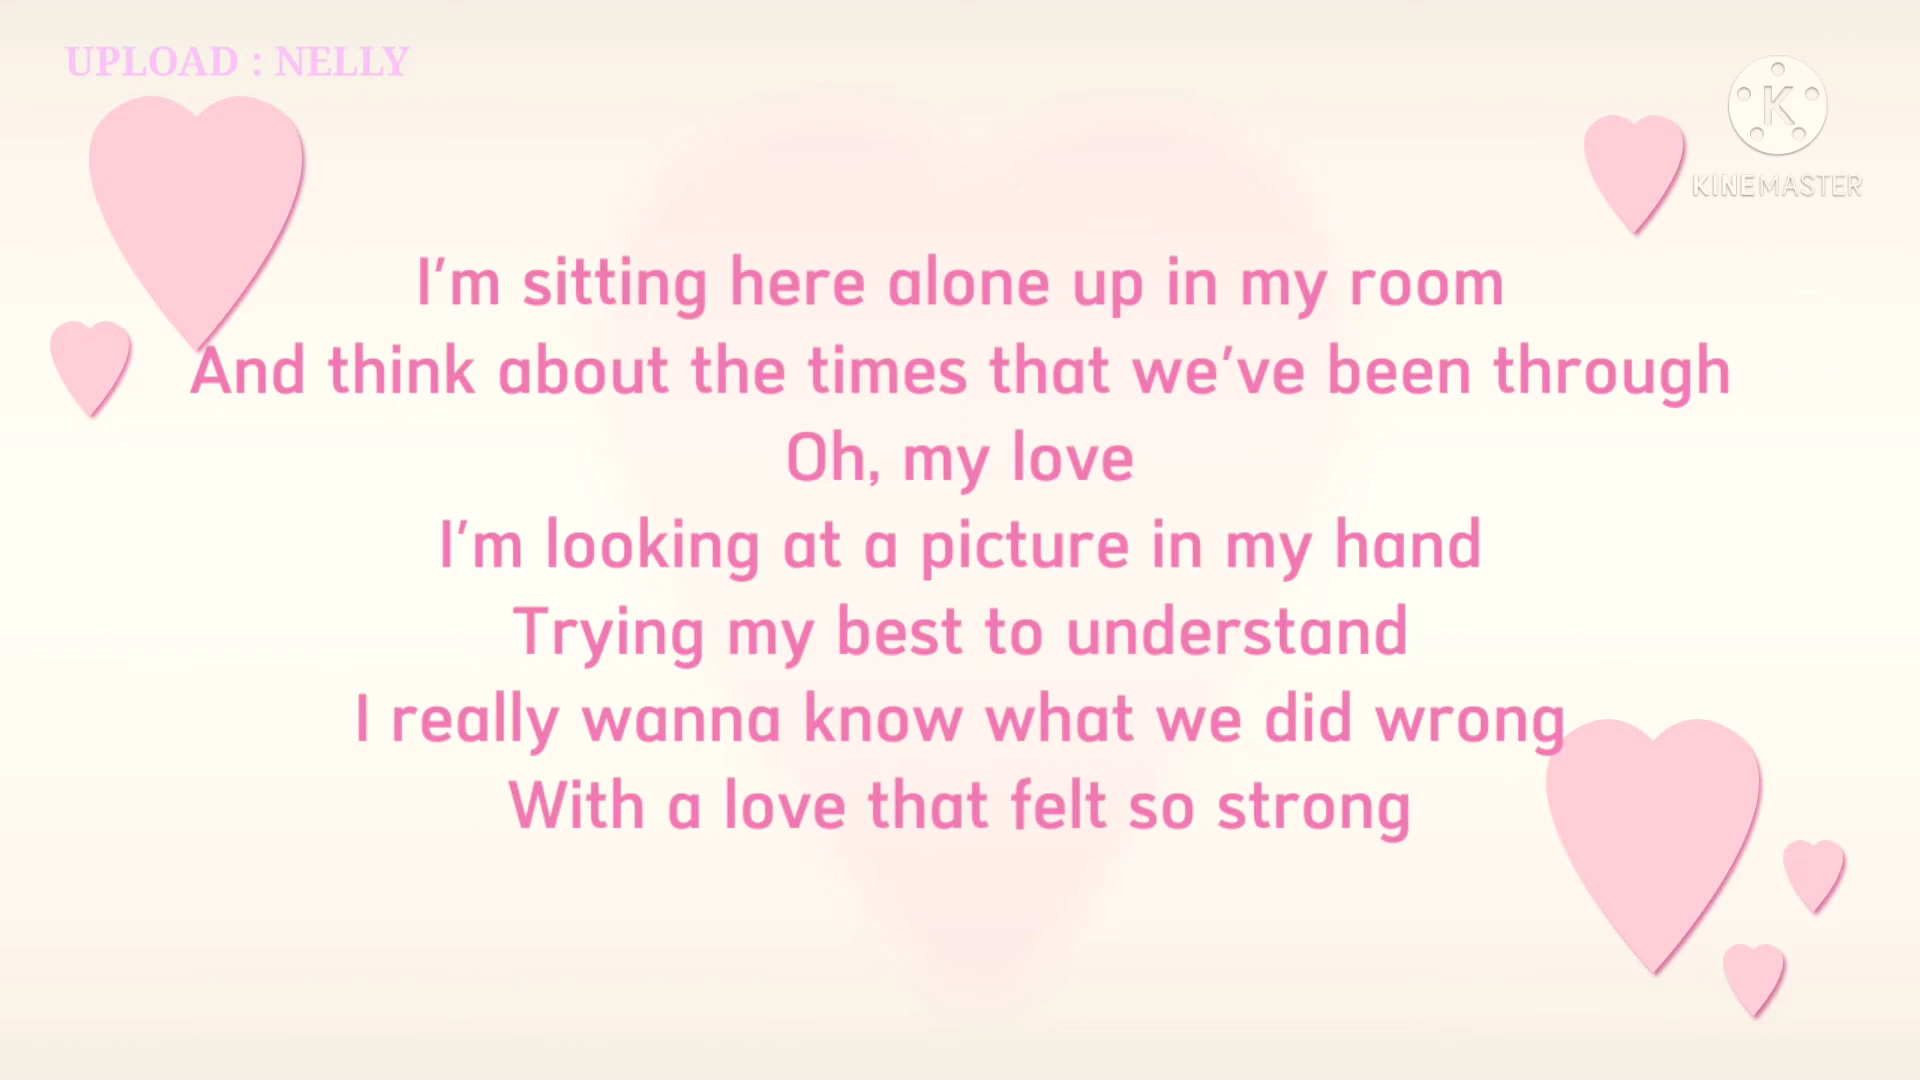 UPLOAD : NELLY
K
KINEMASTER
I'm sitting here alone up in my room
And think about the times that we've been through
Oh, my love
I'm looking at a picture in my hand
Trying my best to understand
I really wanna know what we did wrong
With a love that felt so strong